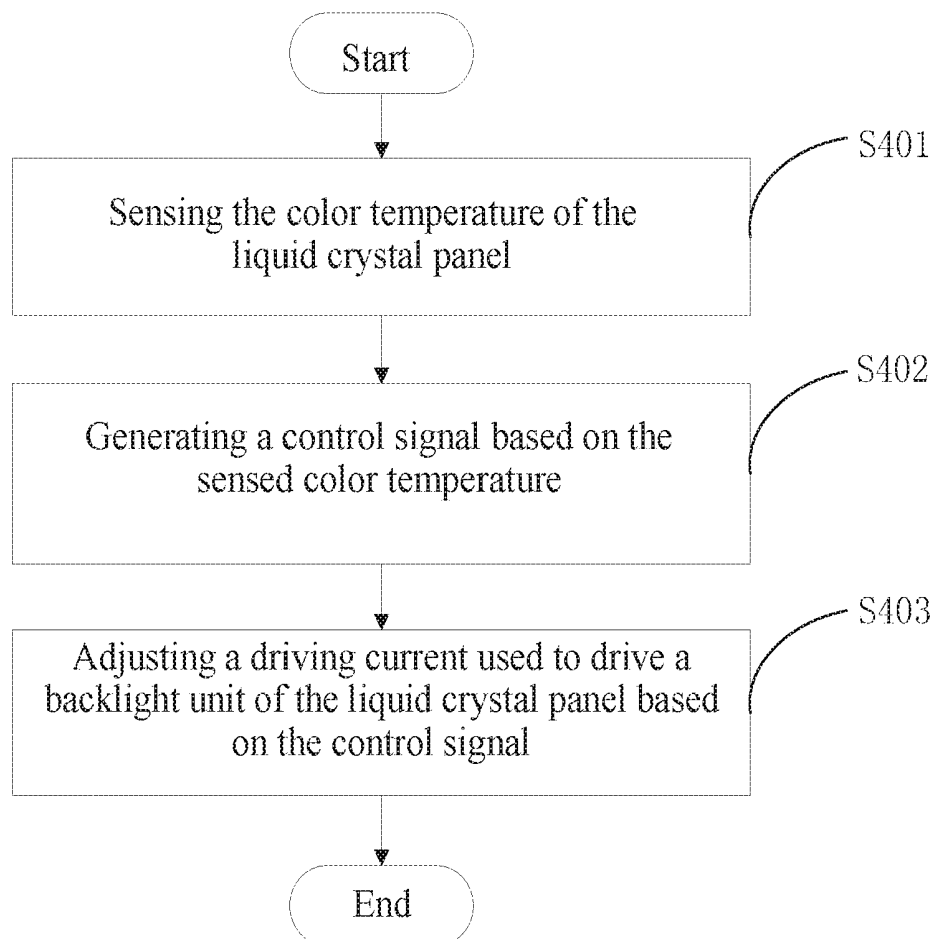 Start
S401
Sensing the color temperature of the
liquid crystal panel
S402
Generating a control signal based on the
sensed color temperature
S403
Adjusting a driving current used to drive a
backlight unit of the liquid crystal panel based
on the control signal
End